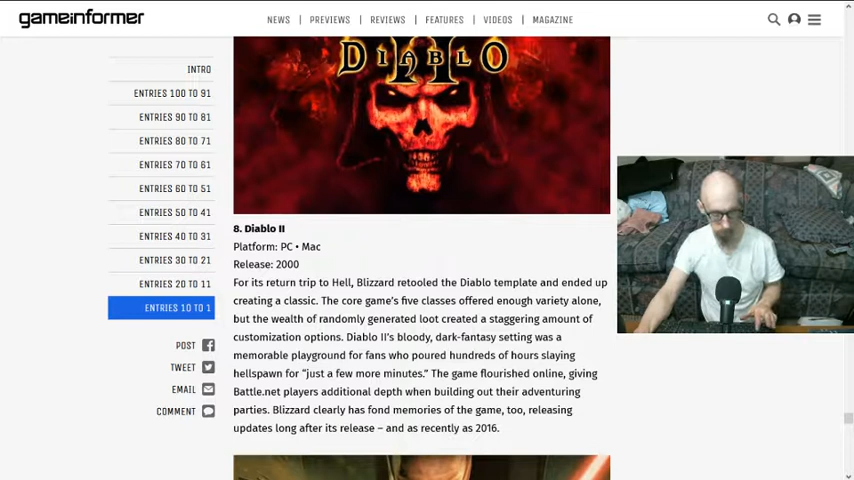 gameinformer
NEWS | PREVIEWS | REVIEWS | FEATURES | VIDEOS | MAGAZINE
INTRO
ENTRIES 100 TO 91
ENTRIES 90 TO 81
ENTRIES 80 TO 71
ENTRIES 70 TO 61
ENTRIES 60 TO 51
ENTRIES 50 TO 41
ENTRIES 40 TO 31
ENTRIES 30 TO 21
ENTRIES 20 TO 11
ENTRIES 10 TO 1
POST
TWEET
EMAIL
COMMENT
DIABLO
II
8. Diablo II
Platform: PC • Mac
Release: 2000
For its return trip to Hell, Blizzard retooled the Diablo template and ended up
creating a classic. The core game's five classes offered enough variety alone,
but the wealth of randomly generated loot created a staggering amount of
customization options. Diablo II's bloody, dark-fantasy setting was a
memorable playground for fans who poured hundreds of hours slaying
hellspawn for “just a few more minutes.” The game flourished online, giving
Battle.net players additional depth when building out their adventuring
parties. Blizzard clearly has fond memories of the game, too, releasing
updates long after its release – and as recently as 2016.